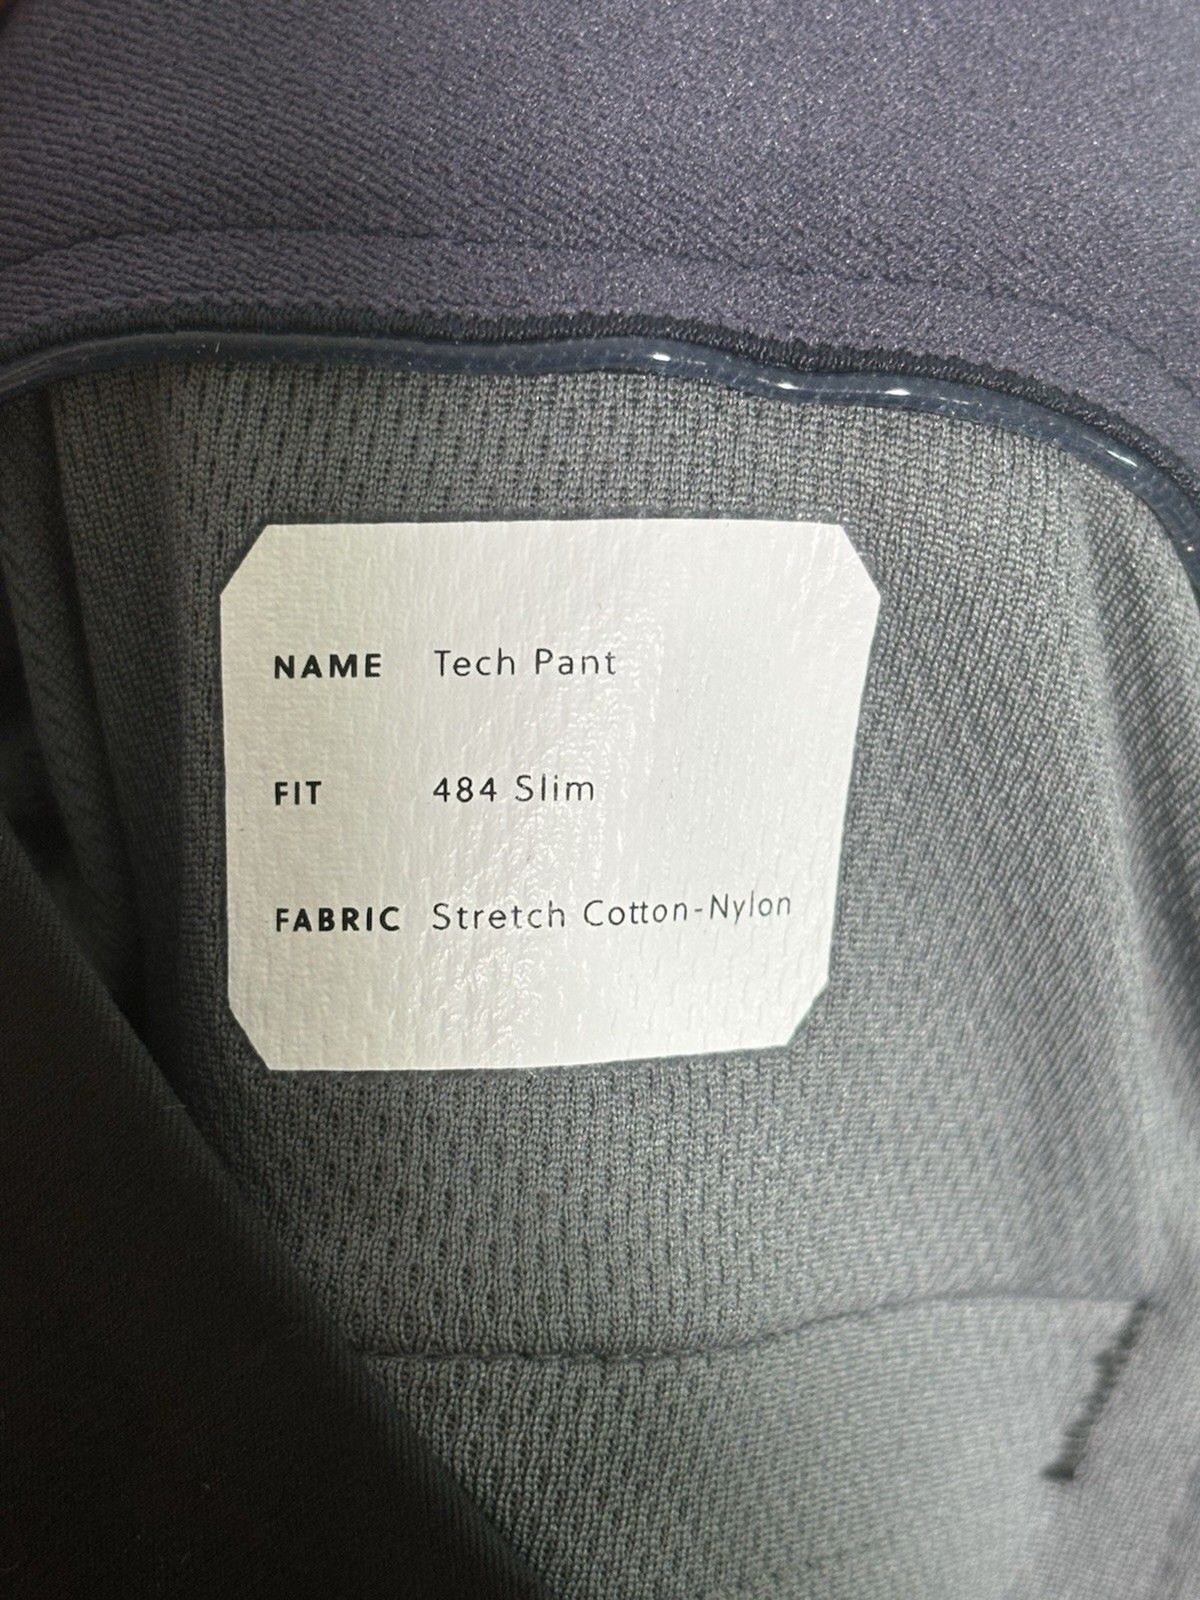 NAME Tech Pant
FIT 484 Slim
FABRIC Stretch Cotton-Nylon